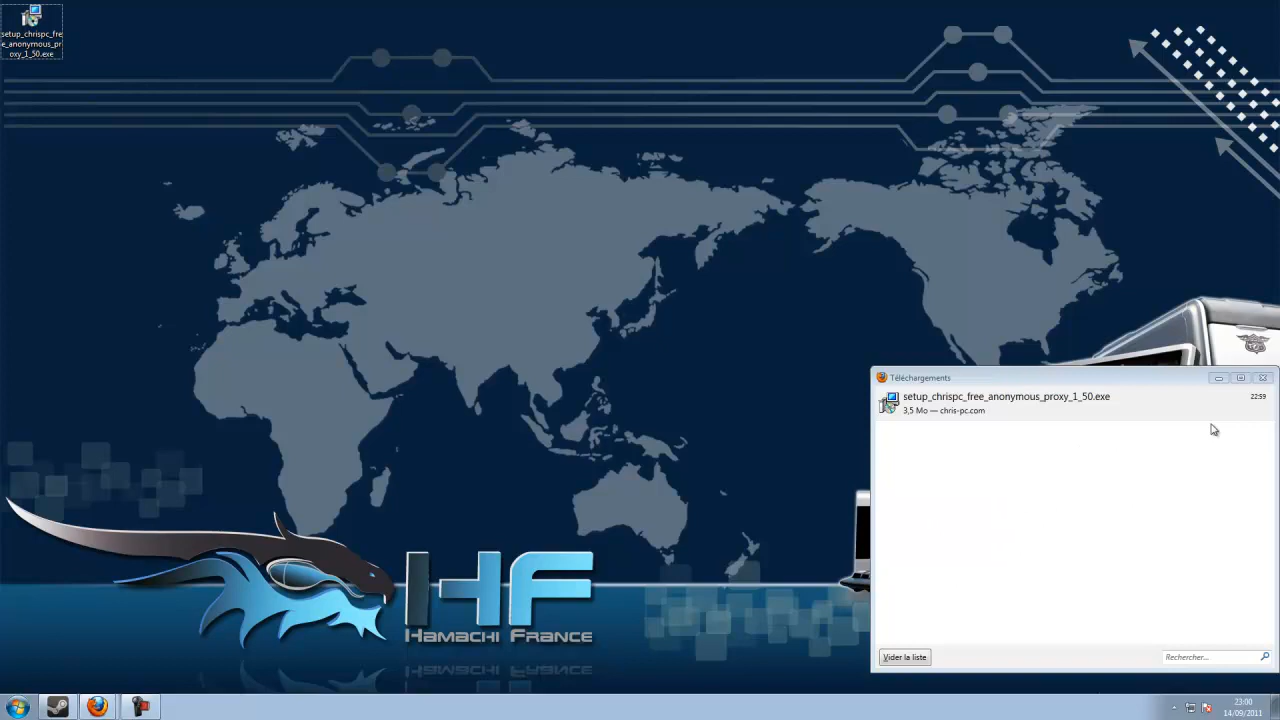 setup_chrispc_fre
e_anonymous_pr
oxy_1_50.exe
Téléchargements
setup_chrispc_free_anonymous_proxy_1_50.exe
22:59
3,5 Mo — chris-pc.com
HF
Hamachi France
Vider la liste
Rechercher...
23:00
14/09/2011